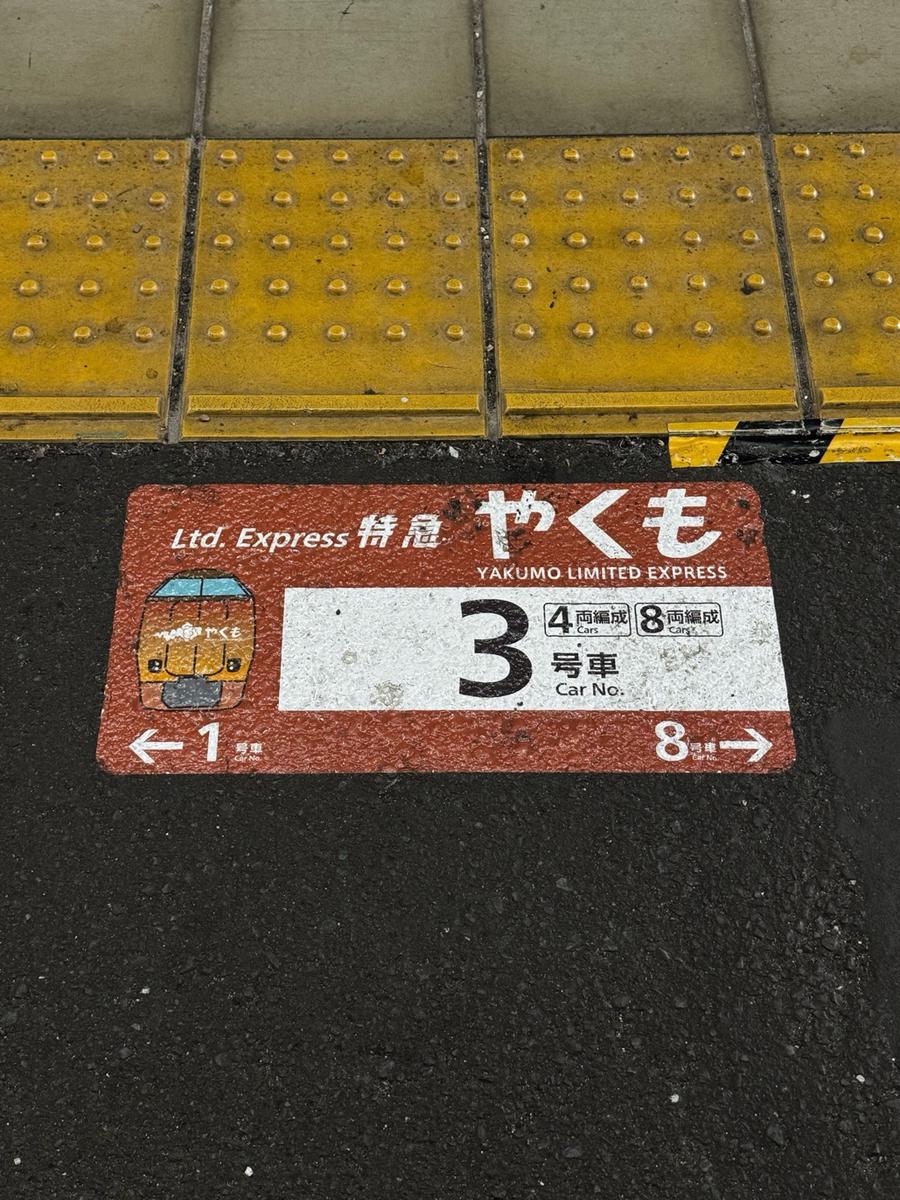 Ltd. Express 特急 やくも
YAKUMO LIMITED EXPRESS
やくも
3 号車
Car No.
4両編成 8両編成
Cars Cars
←1号車 8号車→
Car No. Car No.